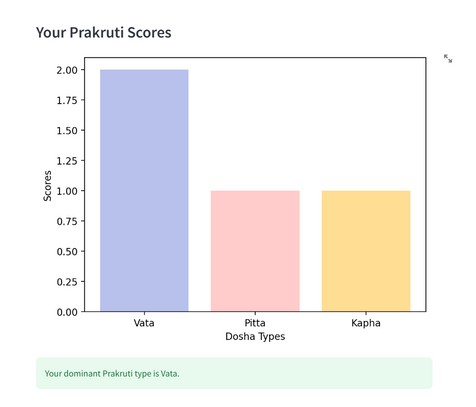 Your Prakruti Scores
2.00
1.75
1.50
1.25
1.00
0.75
0.50
0.25
0.00
Scores
Vata Pitta Kapha
Dosha Types
Your dominant Prakruti type is Vata.